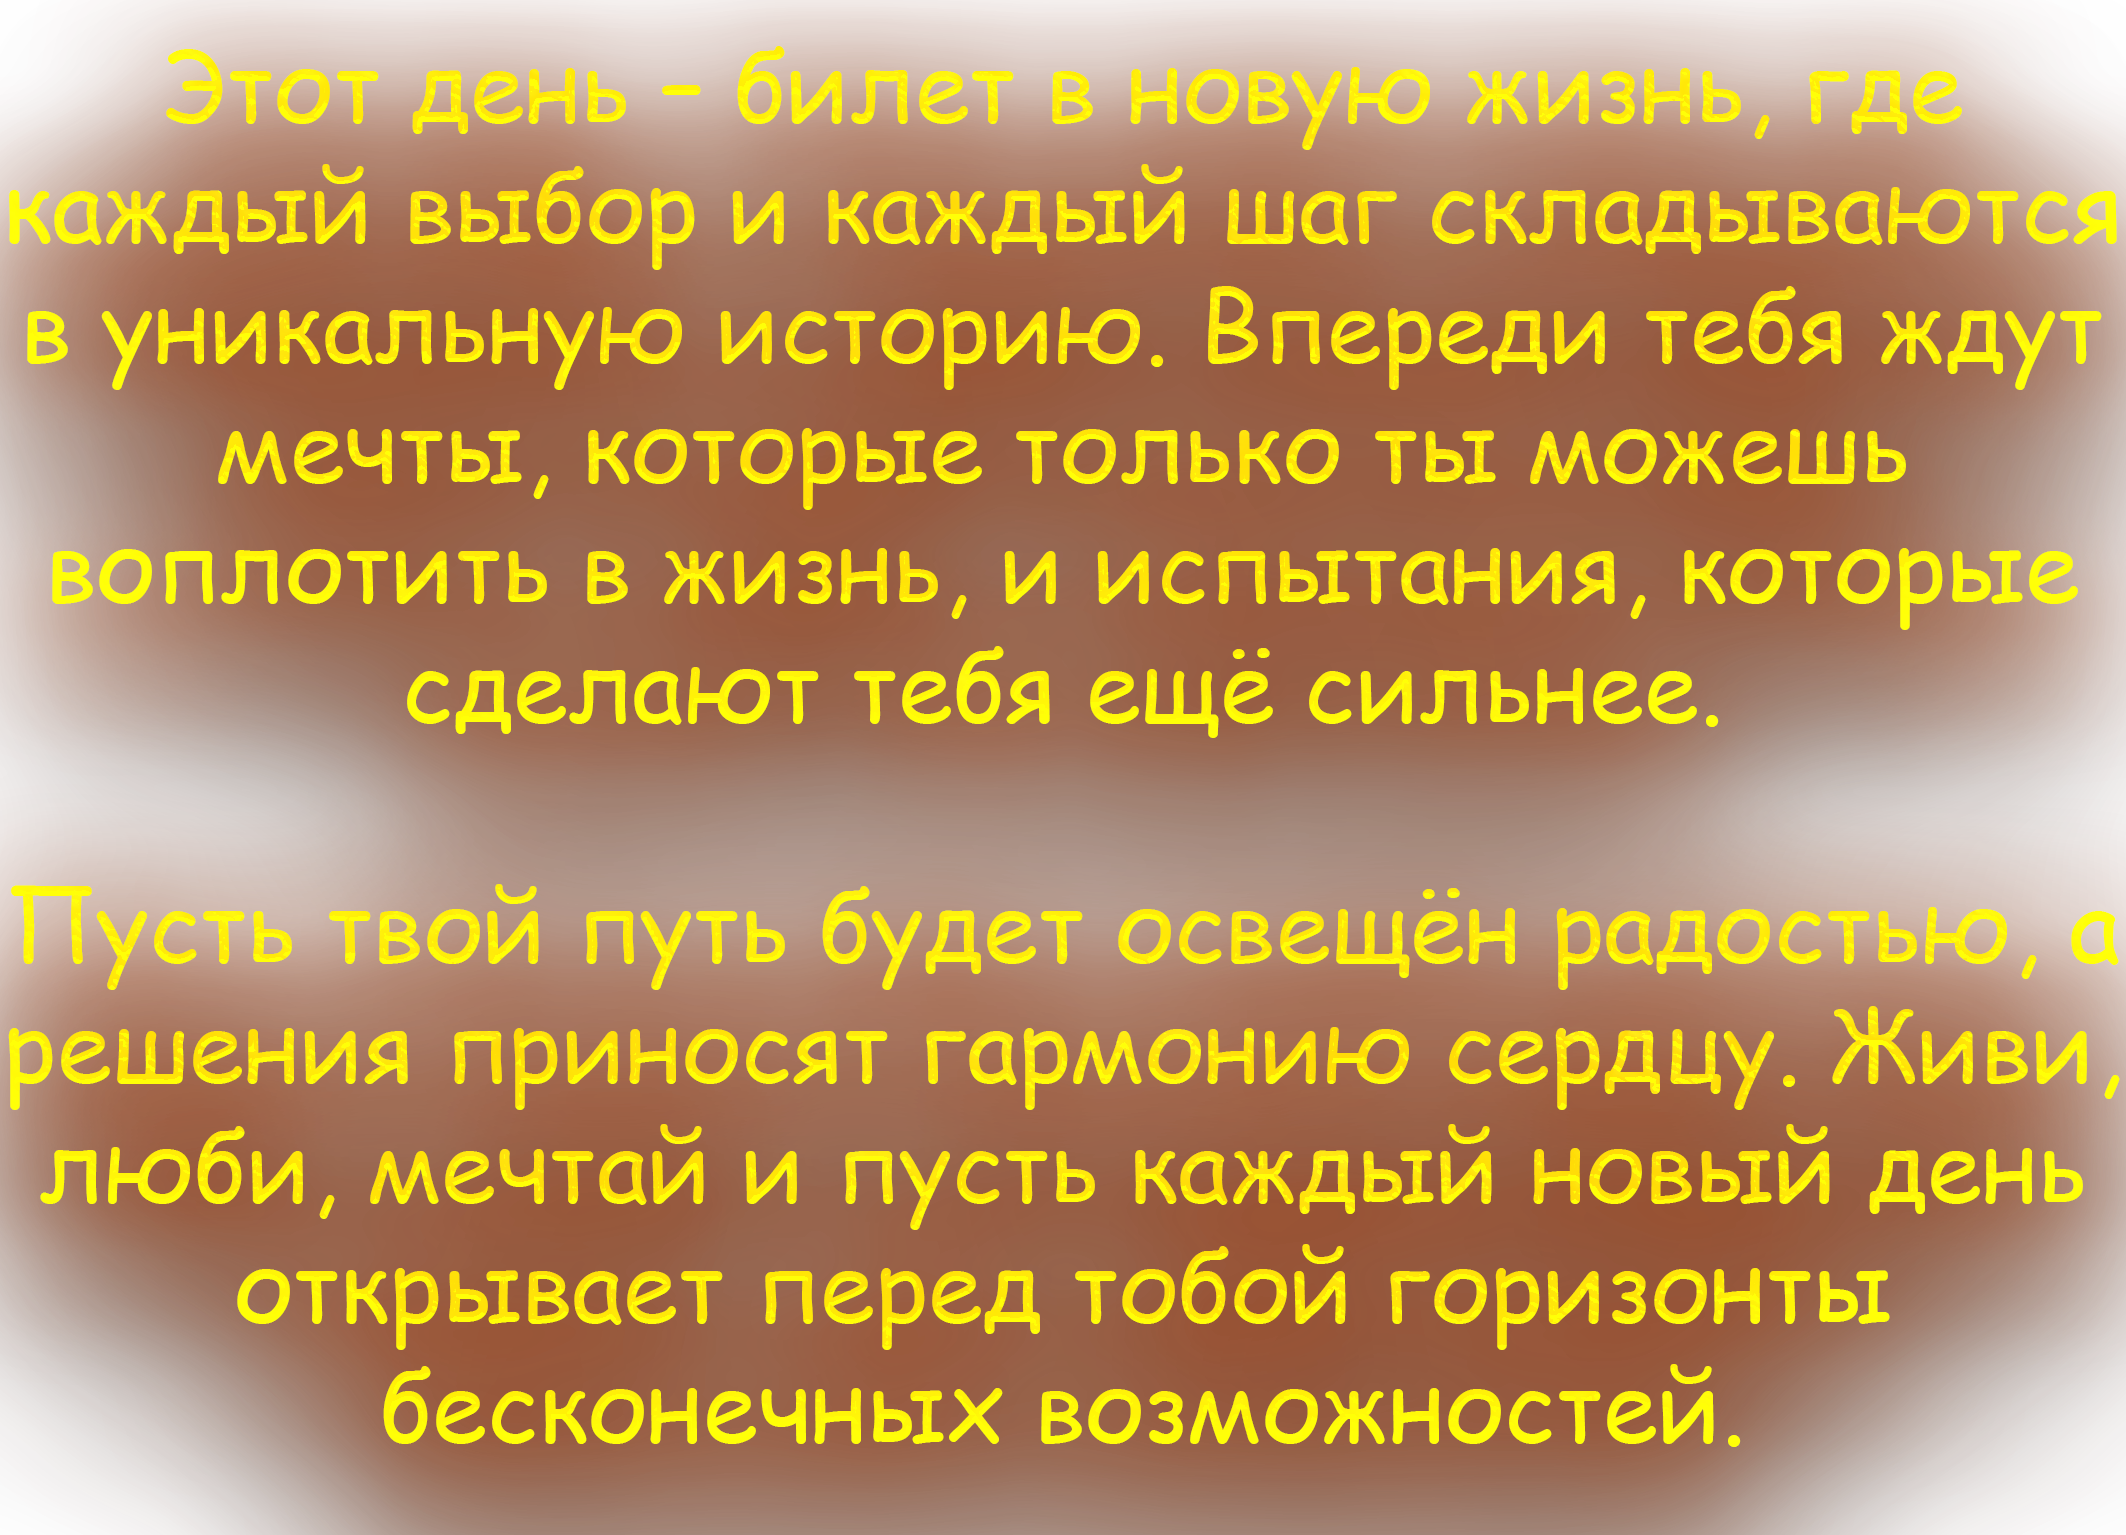 Этот день – билет в новую жизнь, где
каждый выбор и каждый шаг складываются
в уникальную историю. Впереди тебя ждут
мечты, которые только ты можешь
воплотить в жизнь, и испытания, которые
сделают тебя ещё сильнее.
Пусть твой путь будет освещён радостью, а
решения приносят гармонию сердцу. Живи,
люби, мечтай и пусть каждый новый день
открывает перед тобой горизонты
бесконечных возможностей.